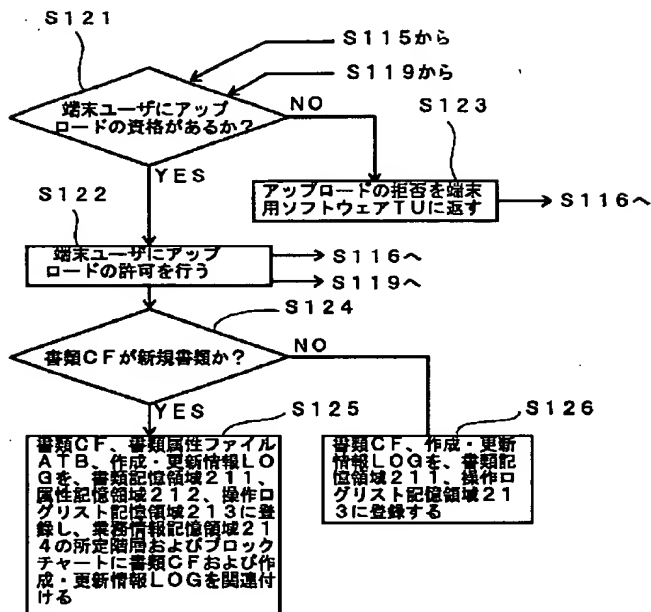 S121
S115から
S119から
端末ユーザにアップ
ロードの資格があるか?
NO
S123
YES
S122
アップロードの拒否を端末
用ソフトウェアTUに返す
S116へ
端末ユーザにアップ
ロードの許可を行う
S116へ
S119へ
S124
書類CFが新規書類か?
NO
YES
S125
S126
書類CF、書類属性ファイル
ATB、作成・更新情報LO
Gを、書類記憶領域211、
属性記憶領域212、操作ロ
グリスト記憶領域213に登
録し、業務情報記憶領域21
4の所定階層およびブロック
チャートに書類CFおよび作
成・更新情報LOGを関連付
ける
書類CF、作成・更新
情報LOGを、書類記
憶領域211、操作ロ
グリスト記憶領域21
3に登録する